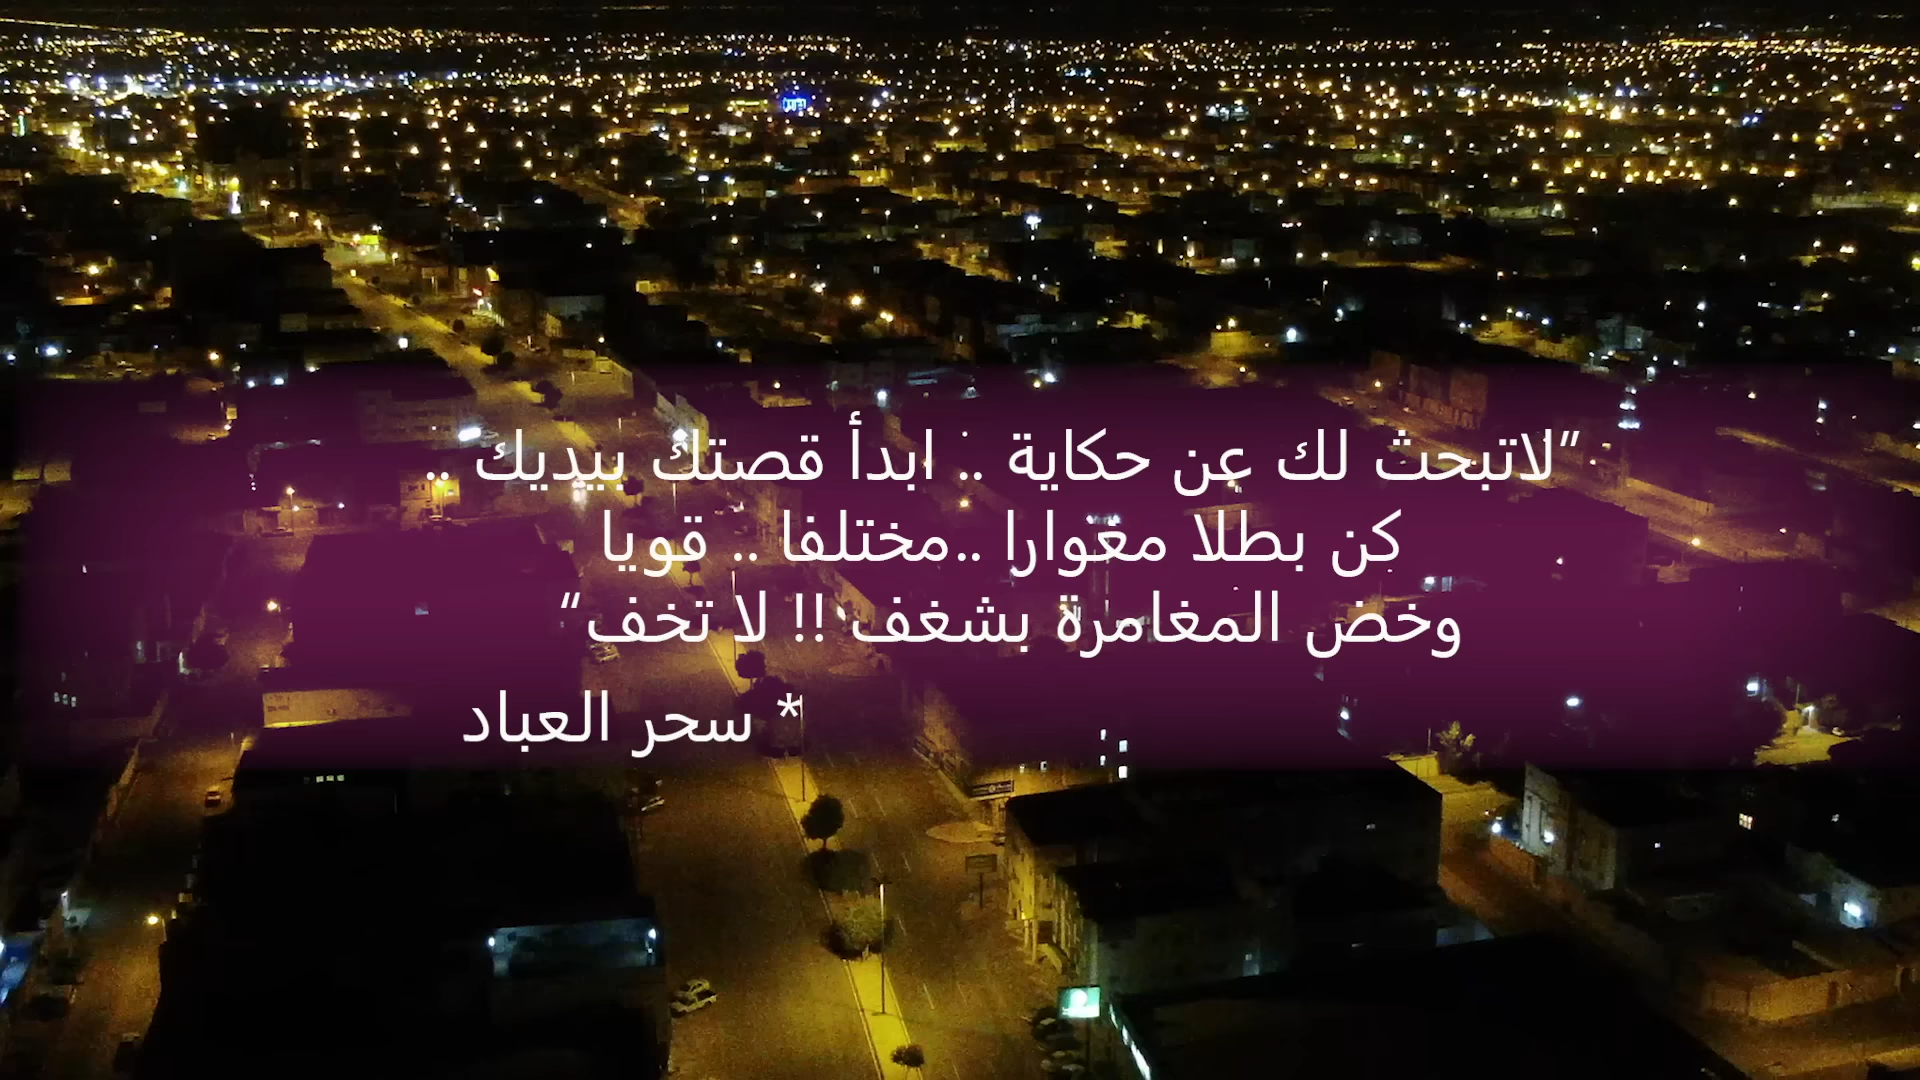 ”لاتبحث لك عن حكاية .. ابدأ قصتك بيديك ..
كن بطلا مغوارا ..مختلفا .. قويا
وخض المغامرة بشغف !! لا تخف“
* سحر العباد